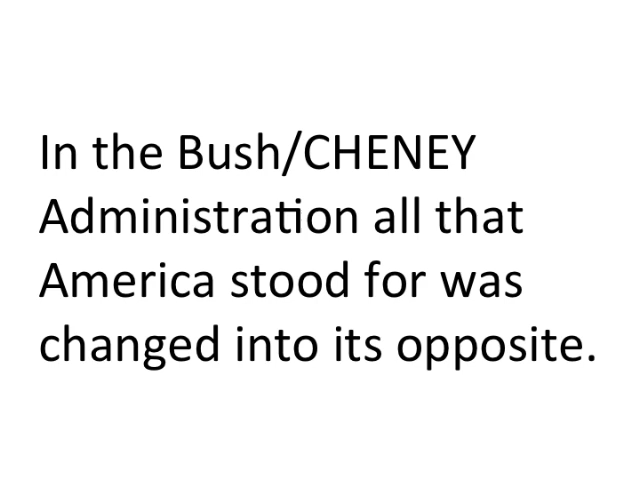 In the Bush/CHENEY
Administration all that
America stood for was
changed into its opposite.